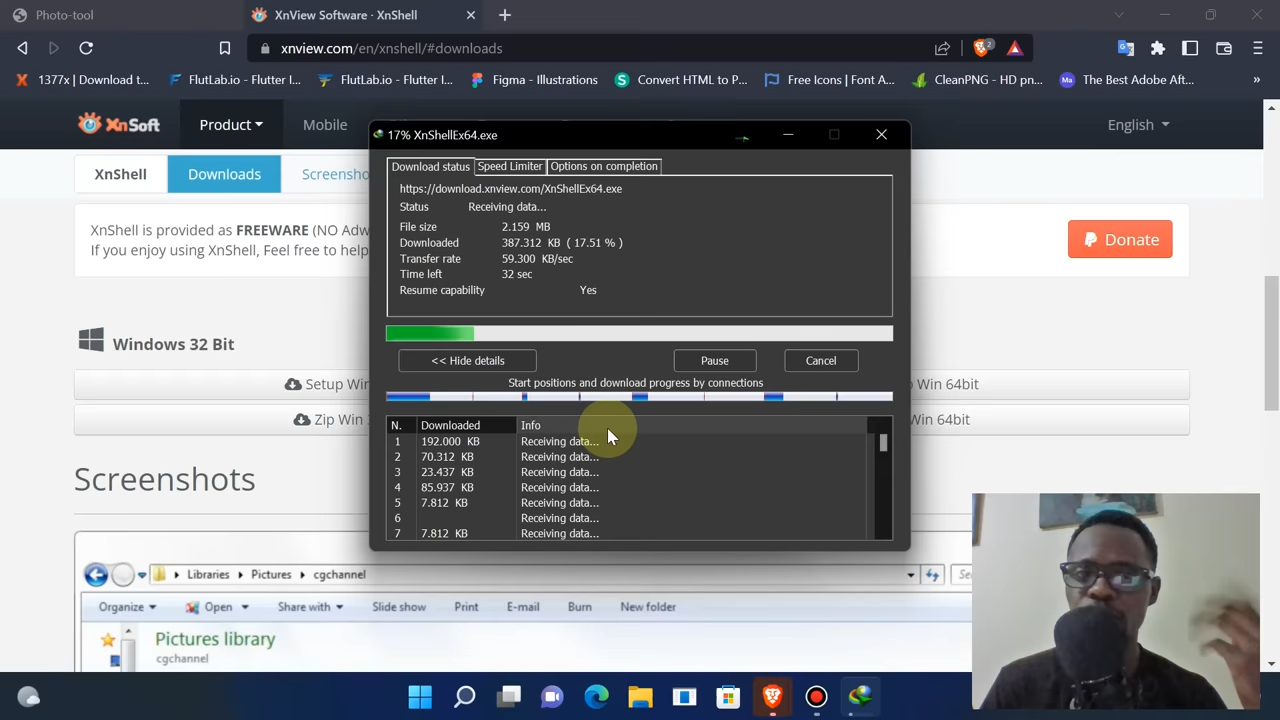 Photo-tool
XnView Software · XnShell
xnview.com/en/xnshell/#downloads
2
1377x | Download t...
FlutLab.io - Flutter I...
FlutLab.io - Flutter I...
Figma - Illustrations
Convert HTML to P...
Free Icons | Font A...
CleanPNG - HD pn...
Ma
The Best Adobe Aft...
»
XnSoft
Product
Mobile
English
XnShell
Downloads
Screensho
XnShell is provided as FREEWARE (NO Adw
If you enjoy using XnShell, Feel free to help
Donate
Windows 32 Bit
Setup Win
p Win 64bit
Zip Win
p Win 64bit
Screenshots
Libraries
Pictures
cgchannel
Sea
Organize
Open
Share with
Slide show
Print
E-mail
Burn
New folder
Pictures library
cgchannel
17% XnShellEx64.exe
Download status
Speed Limiter
Options on completion
https://download.xnview.com/XnShellEx64.exe
Status Receiving data...
File size 2.159 MB
Downloaded 387.312 KB ( 17.51 % )
Transfer rate 59.300 KB/sec
Time left 32 sec
Resume capability Yes
<< Hide details
Pause
Cancel
Start positions and download progress by connections
N. Downloaded Info
1 192.000 KB Receiving data...
2 70.312 KB Receiving data...
3 23.437 KB Receiving data...
4 85.937 KB Receiving data...
5 7.812 KB Receiving data...
6 Receiving data...
7 7.812 KB Receiving data...